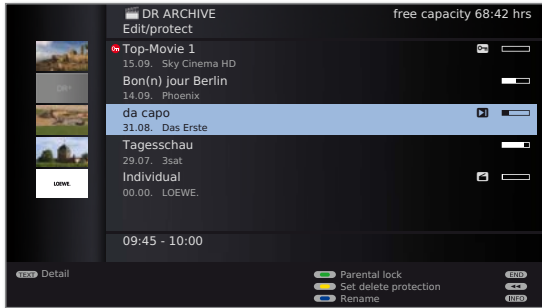 DR ARCHIVE
free capacity 68:42 hrs
Edit/protect
Top-Movie 1
15.09. Sky Cinema HD
Bon(n) jour Berlin
14.09. Phoenix
da capo
31.08. Das Erste
Tagesschau
29.07. 3sat
Individual
00.00. LOEWE.
LOEWE.
09:45 - 10:00
TEXT Detail
Parental lock END
Set delete protection
Rename INFO